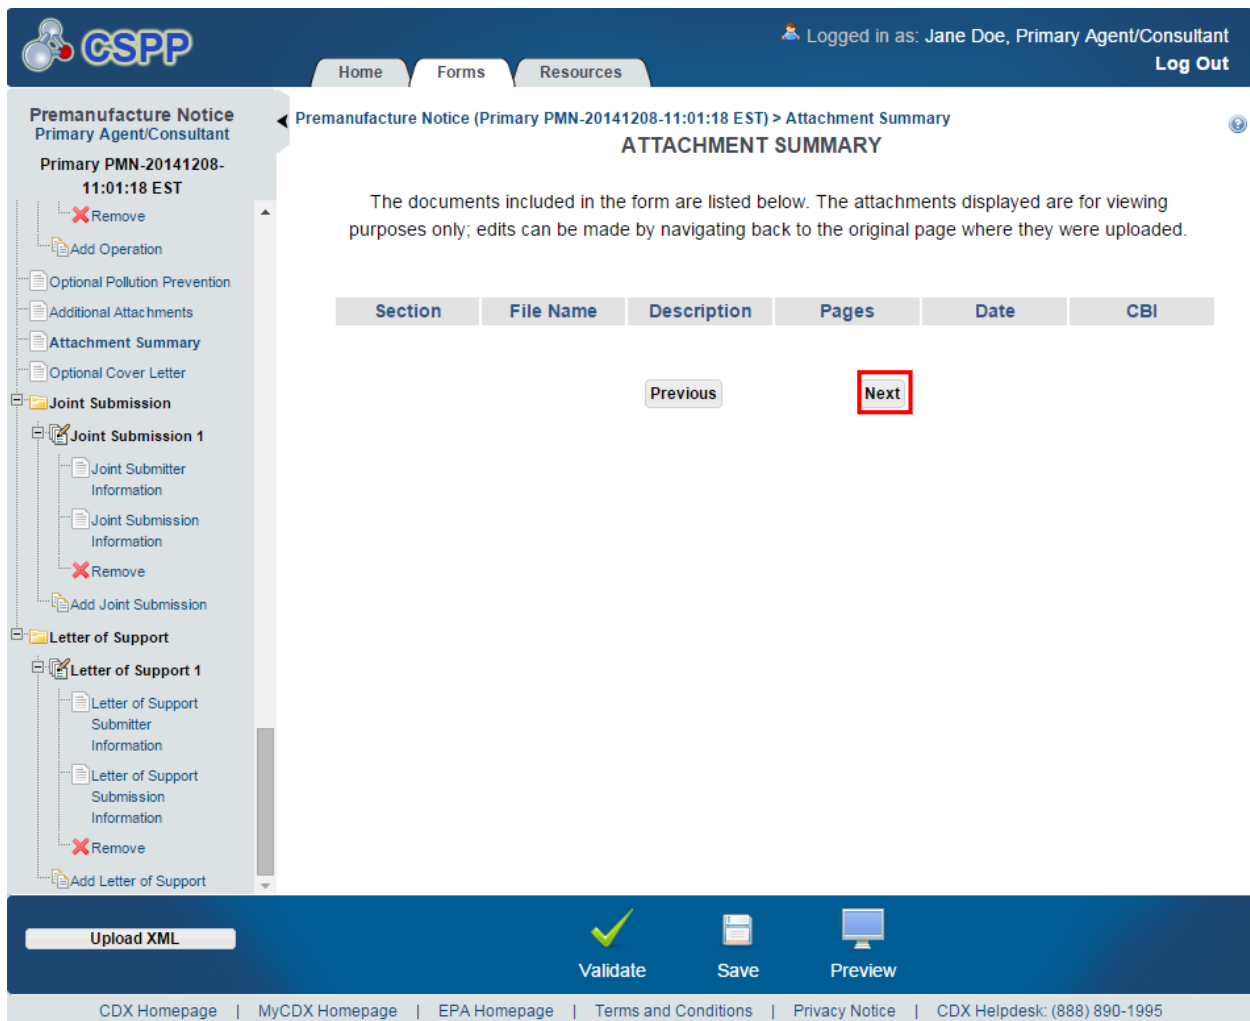 CSPP
Logged in as: Jane Doe, Primary Agent/Consultant
Log Out
Home Forms Resources
Premanufacture Notice
Primary Agent/Consultant
Primary PMN-20141208-
11:01:18 EST
Remove
Add Operation
Optional Pollution Prevention
Additional Attachments
Attachment Summary
Optional Cover Letter
Joint Submission
Joint Submission 1
Joint Submitter
Information
Joint Submission
Information
Remove
Add Joint Submission
Letter of Support
Letter of Support 1
Letter of Support
Submitter
Information
Letter of Support
Submission
Information
Remove
Add Letter of Support
Premanufacture Notice (Primary PMN-20141208-11:01:18 EST) > Attachment Summary
ATTACHMENT SUMMARY
The documents included in the form are listed below. The attachments displayed are for viewing
purposes only; edits can be made by navigating back to the original page where they were uploaded.
Section File Name Description Pages Date CBI
Previous Next
Upload XML
Validate Save Preview
CDX Homepage | MyCDX Homepage | EPA Homepage | Terms and Conditions | Privacy Notice | CDX Helpdesk: (888) 890-1995